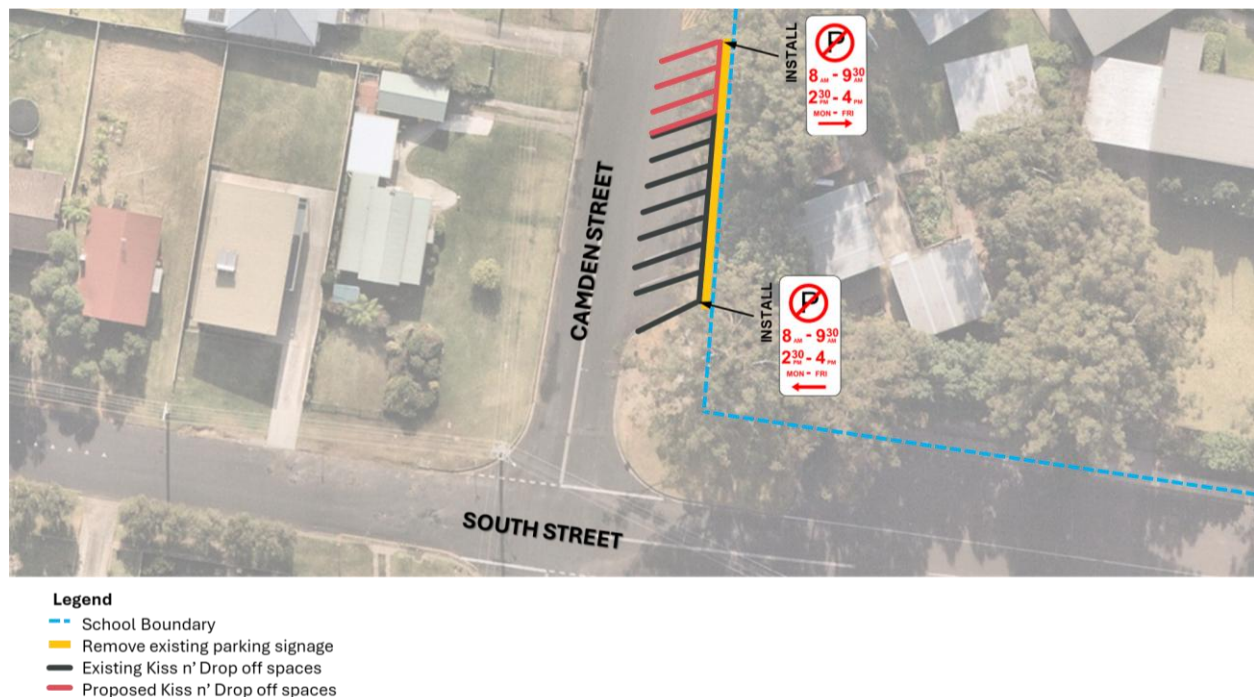 INSTALL
P
8 AM - 9 30 AM
2 30 PM - 4 PM
MON - FRI
CAMDEN STREET
INSTALL
P
8 AM - 9 30 AM
2 30 PM - 4 PM
MON - FRI
SOUTH STREET
Legend
School Boundary
Remove existing parking signage
Existing Kiss n' Drop off spaces
Proposed Kiss n' Drop off spaces